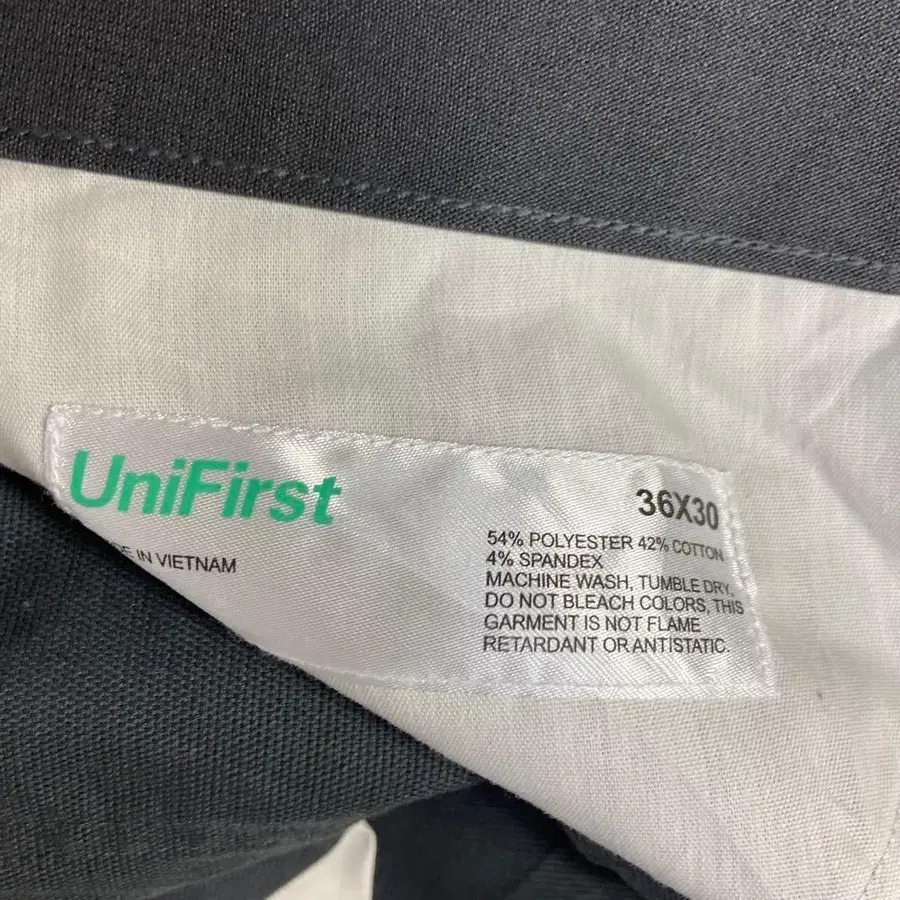 UniFirst
36X30
IN VIETNAM
54% POLYESTER 42% COTTON
4% SPANDEX
MACHINE WASH, TUMBLE DRY,
DO NOT BLEACH COLORS, THIS
GARMENT IS NOT FLAME
RETARDANT OR ANTISTATIC.